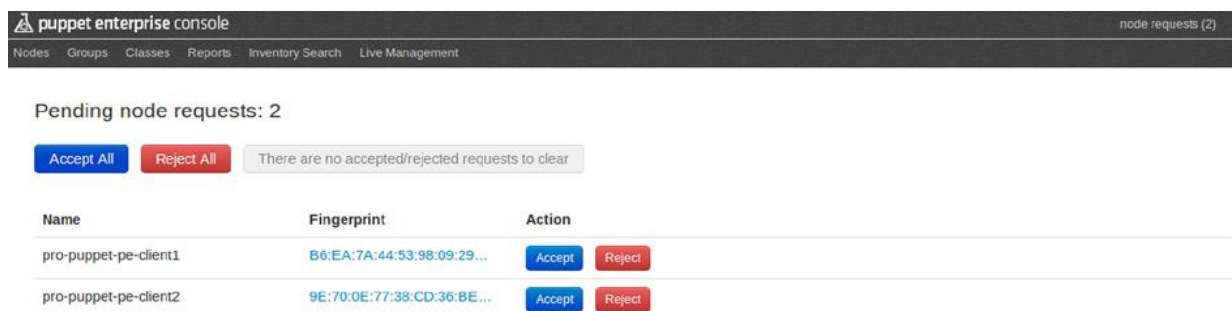 puppet enterprise console node requests (2)
Nodes Groups Classes Reports Inventory Search Live Management
Pending node requests: 2
Accept All Reject All There are no accepted/rejected requests to clear
Name Fingerprint Action
pro-puppet-pe-client1 B6:EA:7A:44:53:98:09:29... Accept Reject
pro-puppet-pe-client2 9E:70:0E:77:38:CD:36:BE... Accept Reject